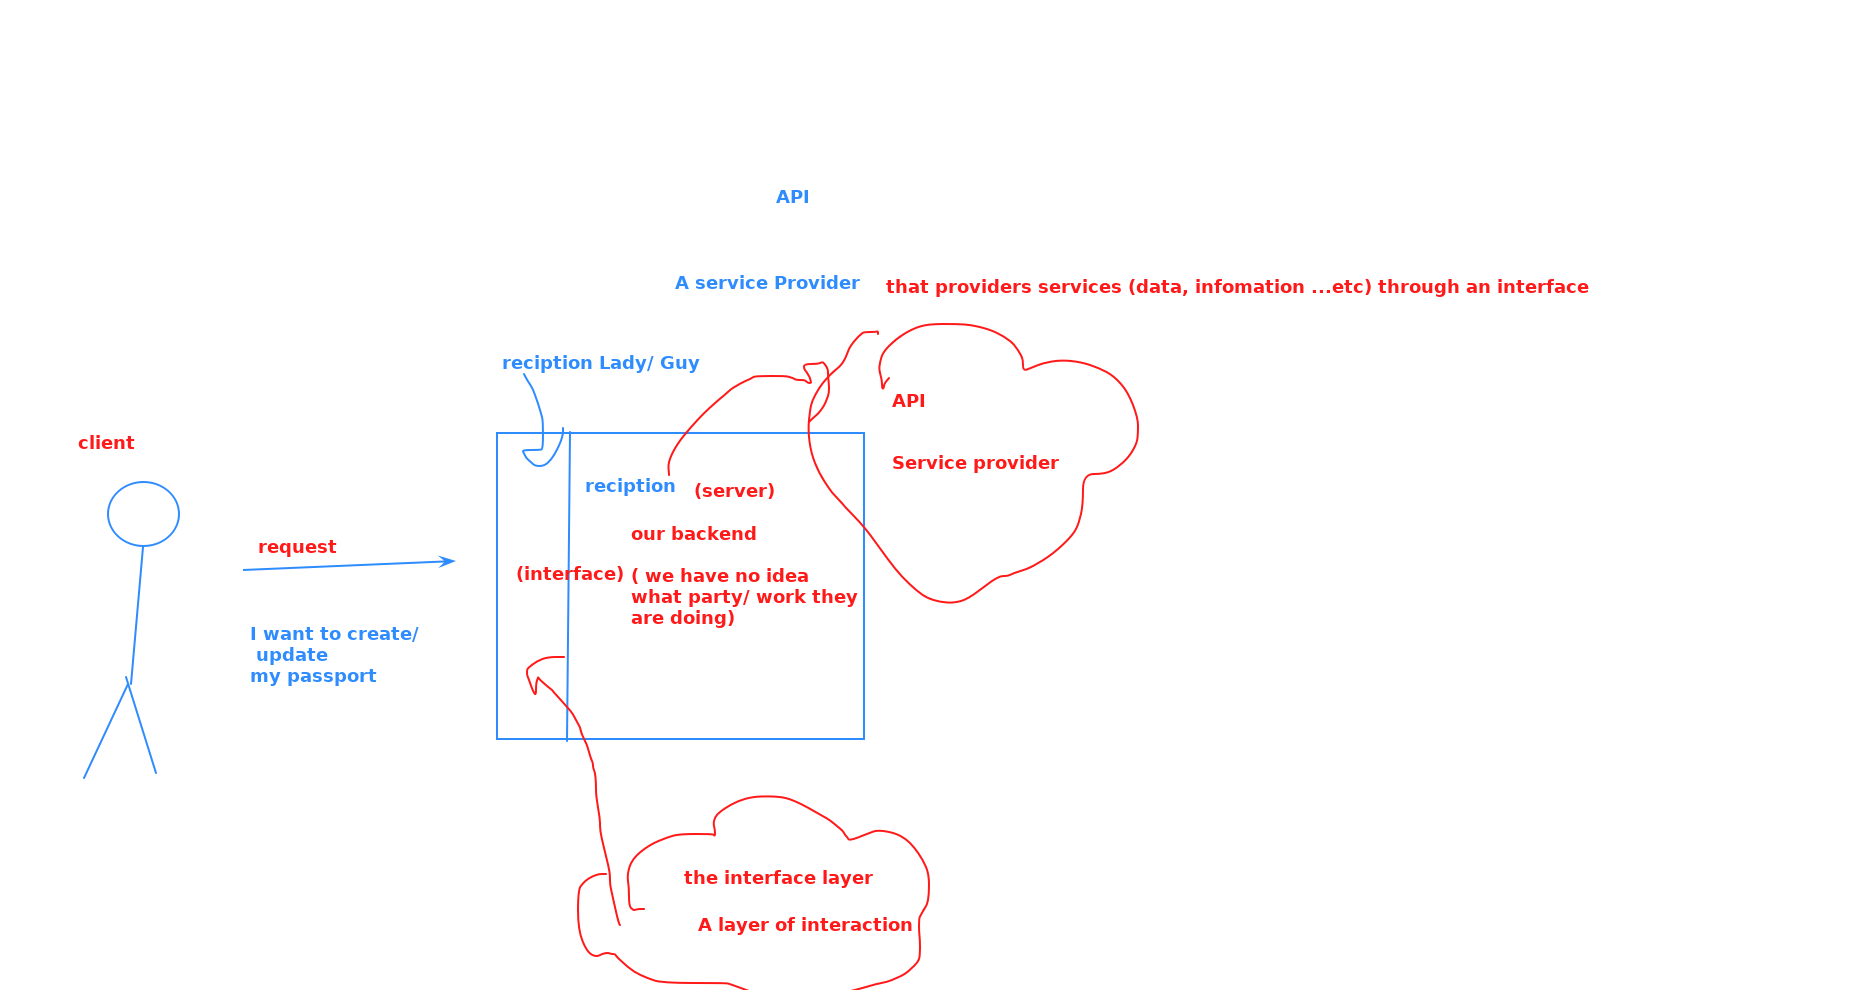 API
A service Provider
that providers services (data, infomation ...etc) through an interface
reciption Lady/ Guy
API
client
Service provider
reciption
(server)
our backend
request
(interface)
( we have no idea
what party/ work they
are doing)
I want to create/
update
my passport
the interface layer
A layer of interaction